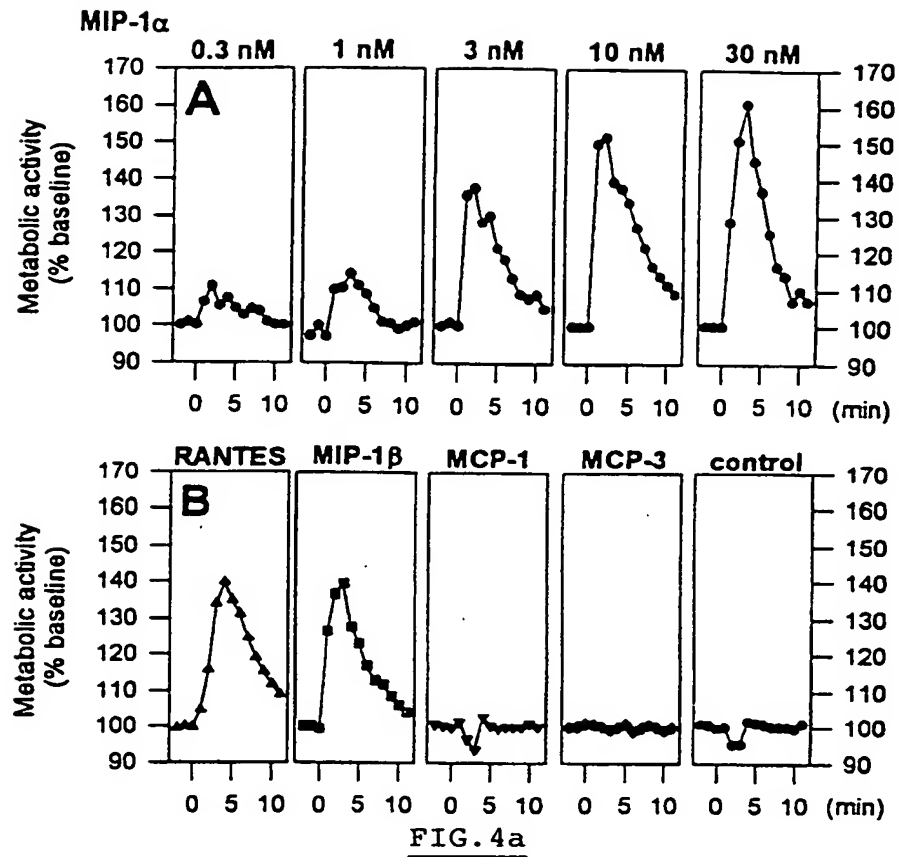 MIP-1α
0.3 nM 1 nM 3 nM 10 nM 30 nM
A
Metabolic activity
(% baseline)
170 170
160 160
150 150
140 140
130 130
120 120
110 110
100 100
90 90
0 5 10 0 5 10 0 5 10 0 5 10 0 5 10 (min)
RANTES MIP-1β MCP-1 MCP-3 control
B
Metabolic activity
(% baseline)
170 170
160 160
150 150
140 140
130 130
120 120
110 110
100 100
90 90
0 5 10 0 5 10 0 5 10 0 5 10 0 5 10 (min)
FIG.4a